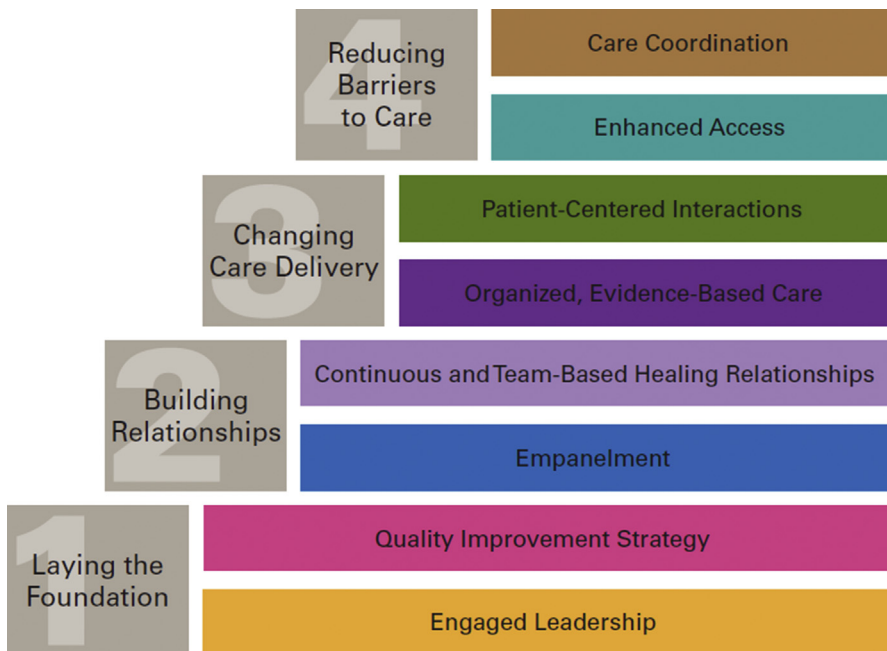 4
Reducing
Barriers
to Care
Care Coordination
Enhanced Access
3
Changing
Care Delivery
Patient-Centered Interactions
Organized, Evidence-Based Care
2
Building
Relationships
Continuous and Team-Based Healing Relationships
Empanelment
1
Laying the
Foundation
Quality Improvement Strategy
Engaged Leadership